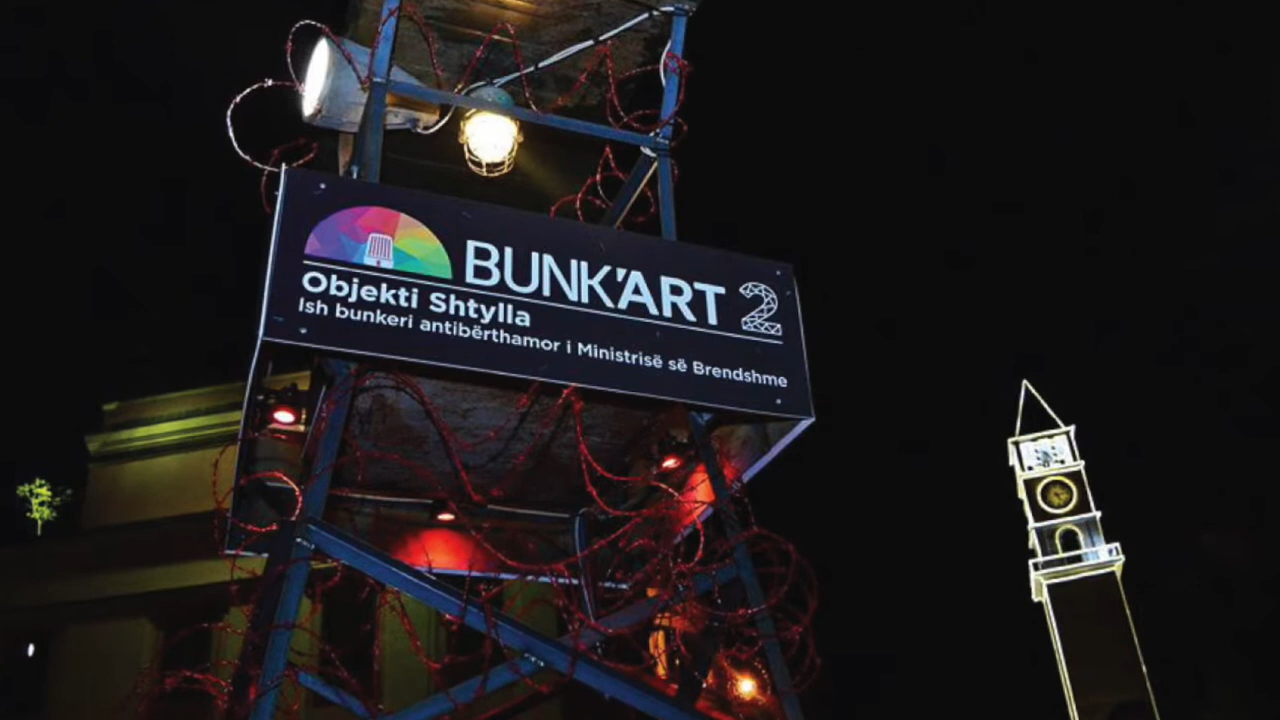 BUNK'ART 2
Objekti Shtylla
Ish bunkeri antibërthamor i Ministrisë së Brendshme